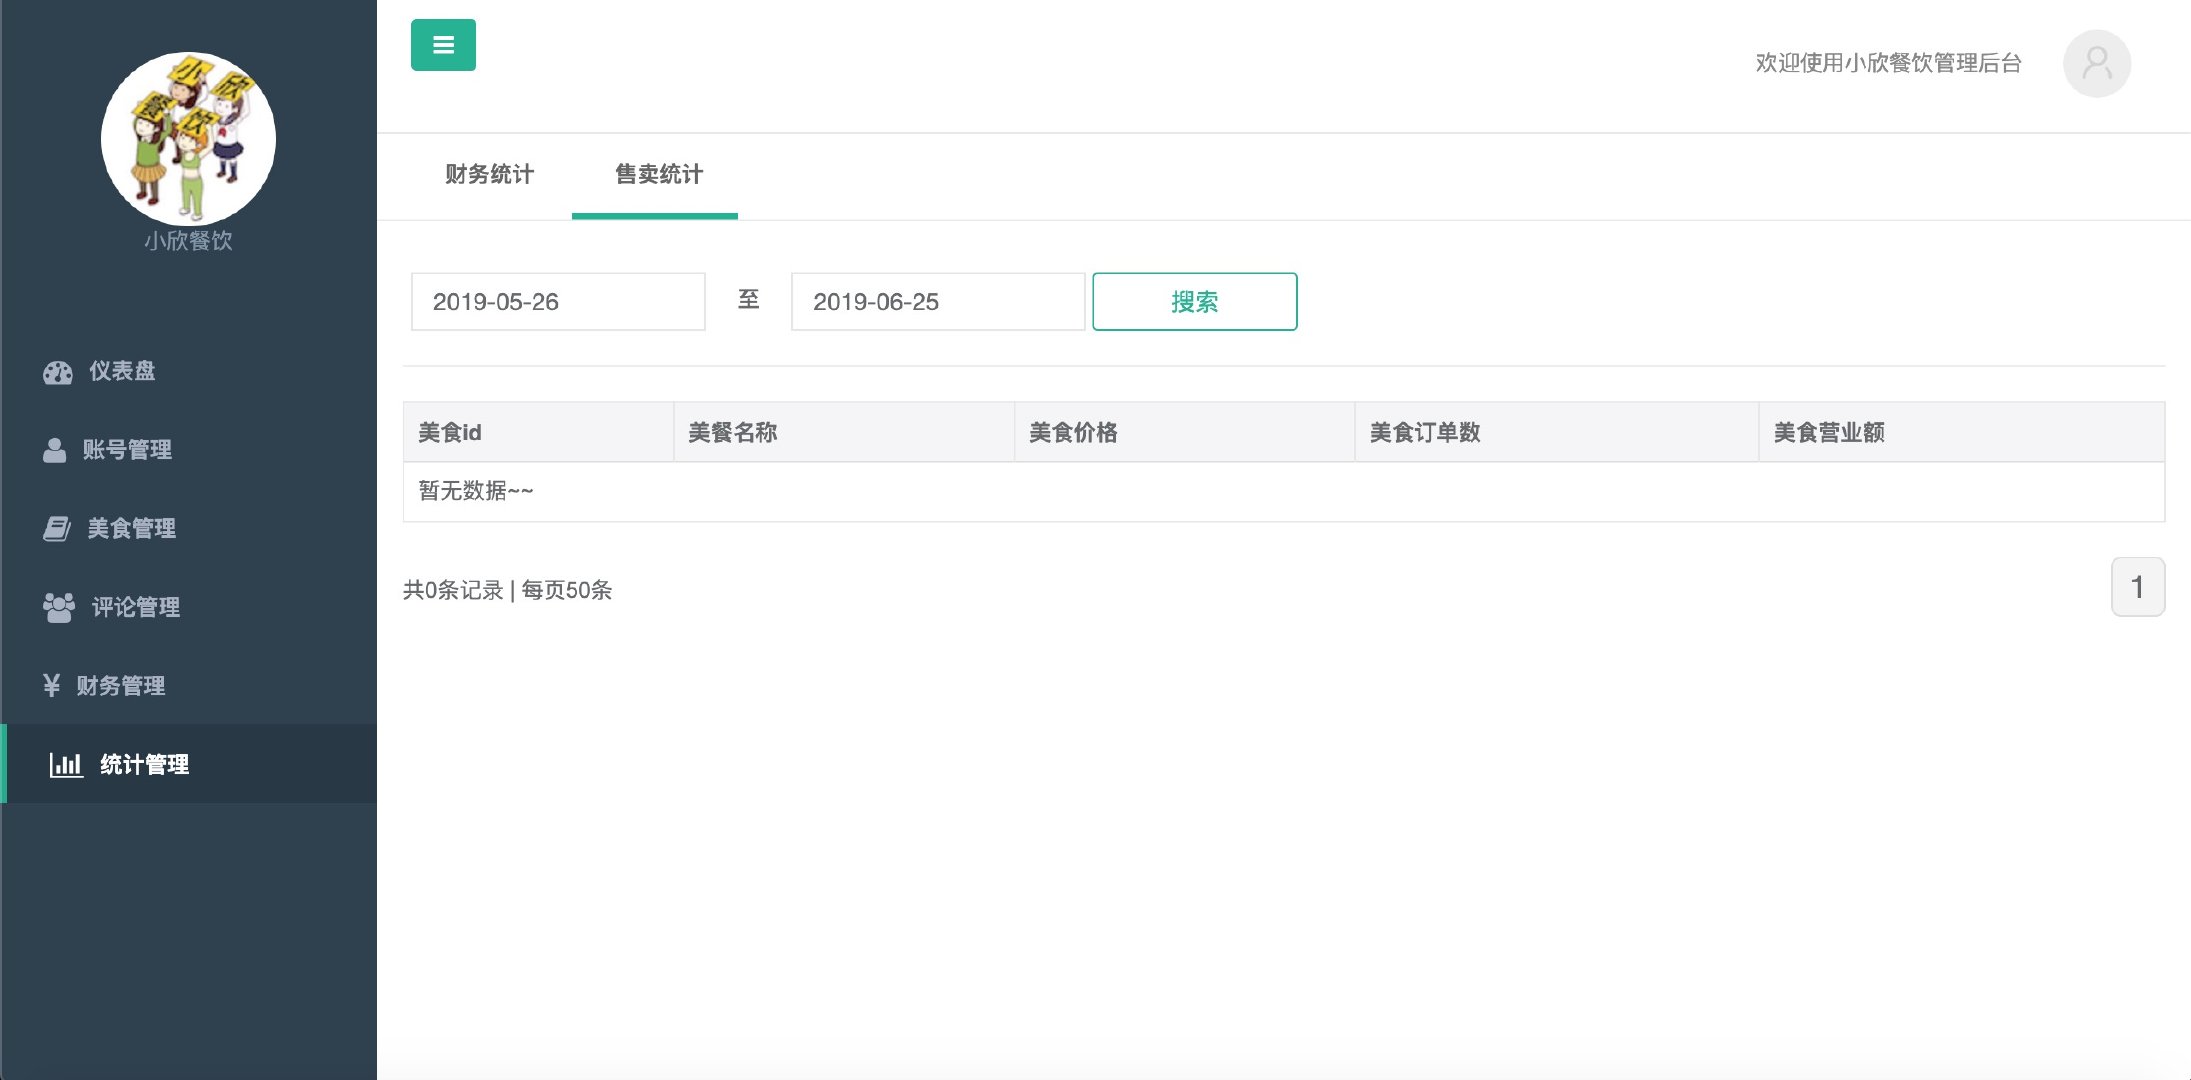 小欣
餐饮
小欣餐饮
仪表盘
账号管理
美食管理
评论管理
¥ 财务管理
统计管理
欢迎使用小欣餐饮管理后台
财务统计 售卖统计
2019-05-26 至 2019-06-25 搜索
美食id 美餐名称 美食价格 美食订单数 美食营业额
暂无数据~~
共0条记录 | 每页50条
1